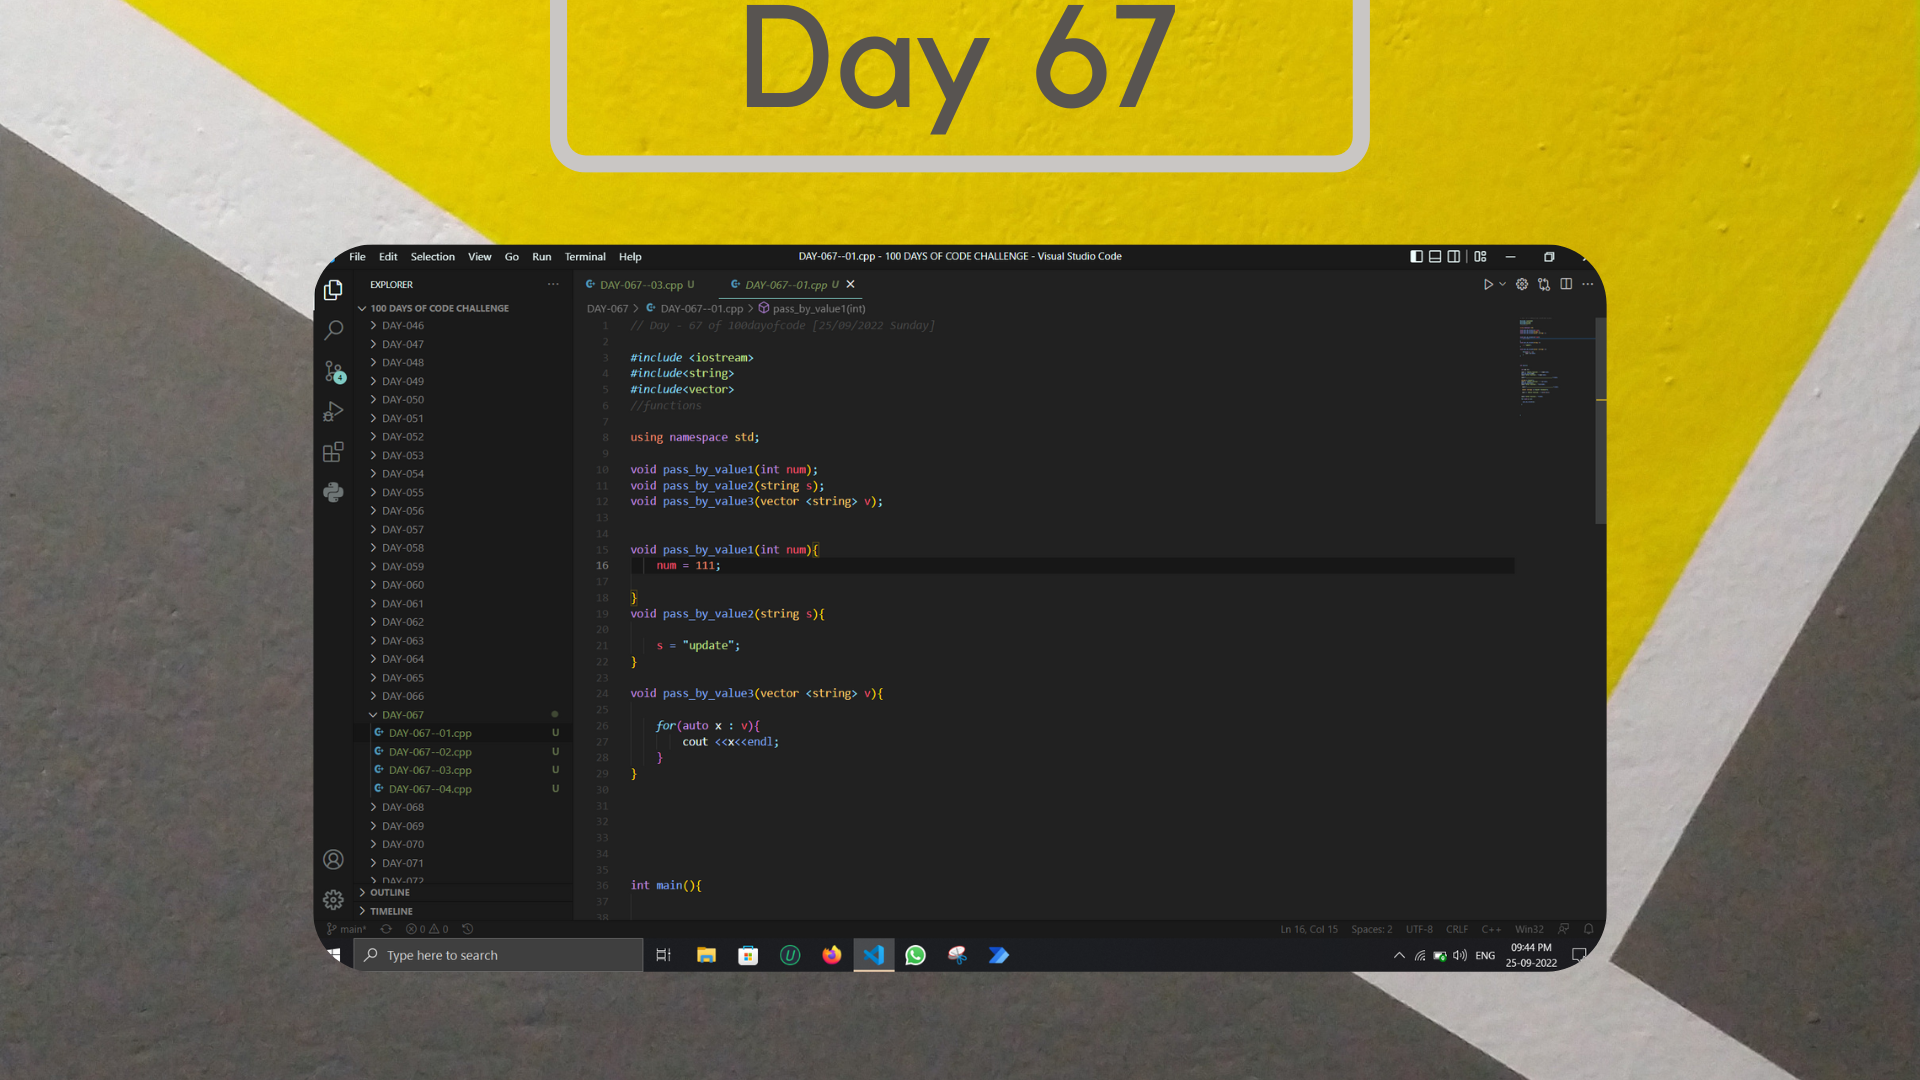 Day 67
File Edit Selection View Go Run Terminal Help
DAY-067--01.cpp - 100 DAYS OF CODE CHALLENGE - Visual Studio Code
EXPLORER
100 DAYS OF CODE CHALLENGE
DAY-046
DAY-047
DAY-048
DAY-049
DAY-050
DAY-051
DAY-052
DAY-053
DAY-054
DAY-055
DAY-056
DAY-057
DAY-058
DAY-059
DAY-060
DAY-061
DAY-062
DAY-063
DAY-064
DAY-065
DAY-066
DAY-067
DAY-067--01.cpp U
DAY-067--02.cpp U
DAY-067--03.cpp U
DAY-067--04.cpp U
DAY-068
DAY-069
DAY-070
DAY-071
DAY-072
OUTLINE
TIMELINE
4
DAY-067--03.cpp U DAY-067--01.cpp U
DAY-067 > DAY-067--01.cpp > pass_by_value1(int)
1 // Day - 67 of 100dayofcode [25/09/2022 Sunday]
2
3 #include <iostream>
4 #include<string>
5 #include<vector>
6 //functions
7
8 using namespace std;
9
10 void pass_by_value1(int num);
11 void pass_by_value2(string s);
12 void pass_by_value3(vector <string> v);
13
14
15 void pass_by_value1(int num){
16 num = 111;
17
18 }
19 void pass_by_value2(string s){
20
21 s = "update";
22 }
23
24 void pass_by_value3(vector <string> v){
25
26 for(auto x : v){
27 cout <<x<<endl;
28 }
29 }
30
31
32
33
34
35
36 int main(){
37
38
main* 0 0
Ln 16, Col 15 Spaces: 2 UTF-8 CRLF C++ Win32
Type here to search
ENG
09:44 PM
25-09-2022